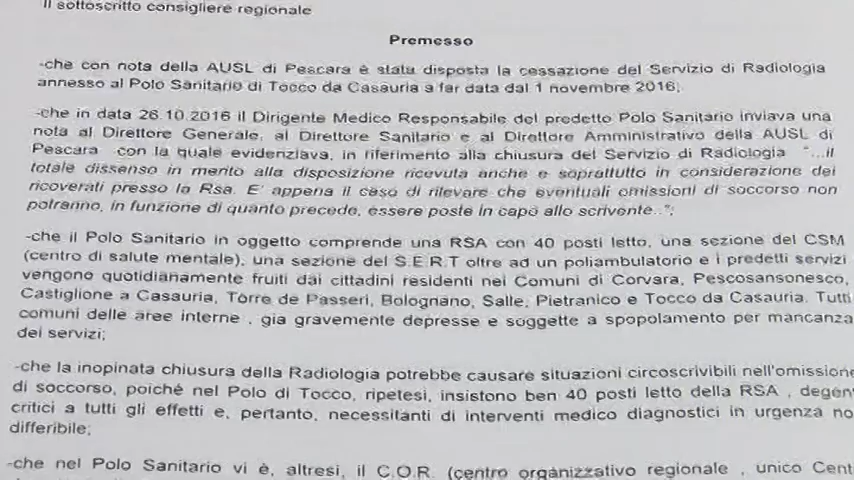 Il sottoscritto consigliere regionale
Premesso
-che con nota della AUSL di Pescara è stata disposta la cessazione del Servizio di Radiologia
annesso al Polo Sanitario di Tocco da Casauria a far data dal 1 novembre 2016;
-che in data 26.10.2016 il Dirigente Medico Responsabile del predetto Polo Sanitario inviava una
nota al Direttore Generale, al Direttore Sanitario e al Direttore Amministrativo della AUSL di
Pescara con la quale evidenziava, in riferimento alla chiusura del Servizio di Radiologia "...il
totale dissenso in merito alla disposizione ricevuta anche e soprattutto in considerazione dei
ricoverati presso la Rsa. E' appena il caso di rilevare che eventuali omissioni di soccorso non
potranno, in funzione di quanto precede, essere poste in capo allo scrivente..";
-che il Polo Sanitario in oggetto comprende una RSA con 40 posti letto, una sezione del CSM
(centro di salute mentale), una sezione del S.E.R.T oltre ad un poliambulatorio e i predetti servizi
vengono quotidianamente fruiti dai cittadini residenti nei Comuni di Corvara, Pescosansonesco,
Castiglione a Casauria, Torre de Passeri, Bolognano, Salle, Pietranico e Tocco da Casauria. Tutti
comuni delle aree interne , gia gravemente depresse e soggette a spopolamento per mancanza
dei servizi;
-che la inopinata chiusura della Radiologia potrebbe causare situazioni circoscrivibili nell'omissione
di soccorso, poiché nel Polo di Tocco, ripetesi, insistono ben 40 posti letto della RSA , degen
critici a tutti gli effetti e, pertanto, necessitanti di interventi medico diagnostici in urgenza no
differibile;
-che nel Polo Sanitario vi è, altresi, il C.O.R. (centro organizzativo regionale , unico Cent